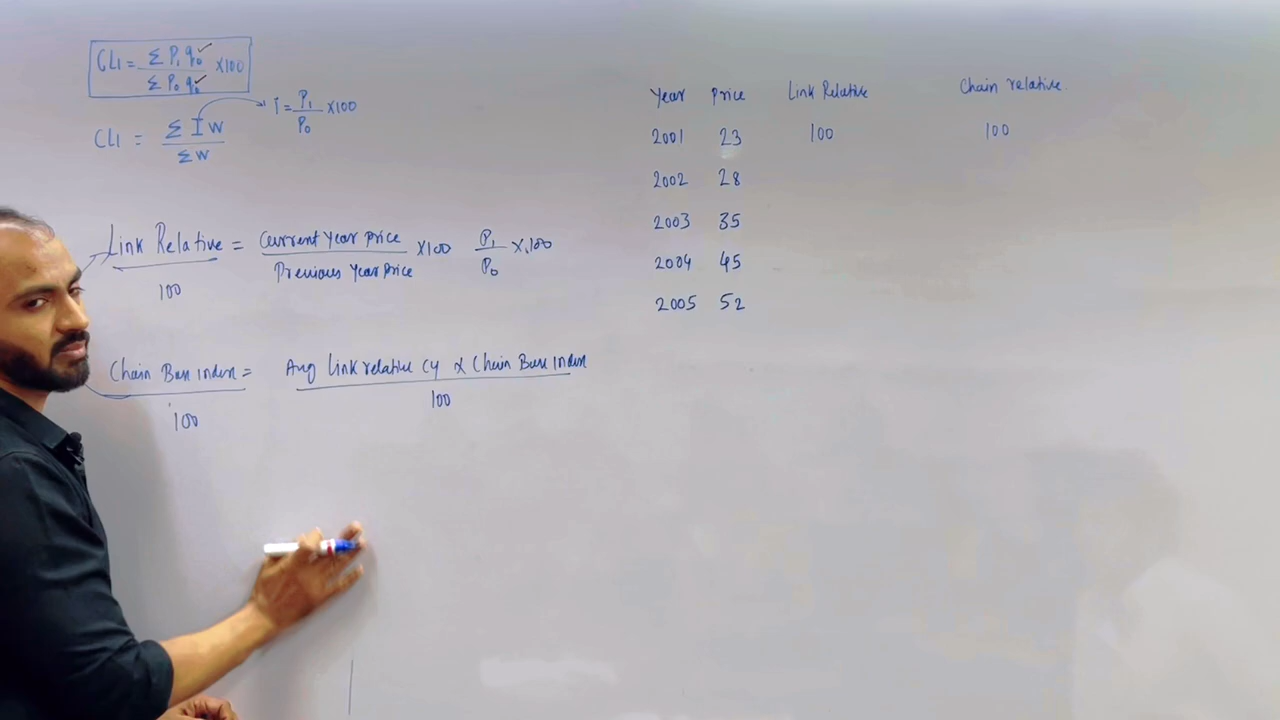 CLI = Σ P₁ q₀ / Σ P₀ q₀ × 100
I = P₁ / P₀ × 100
CLI = Σ I W / Σ W
Link Relative = Current Year Price / Previous Year Price × 100 P₁ / P₀ × 100
100
Chain Base index = Avg Link relative CY × Chain Base index / 100
100
Year Price Link Relative Chain relative.
2001 23 100 100
2002 28
2003 35
2004 45
2005 52